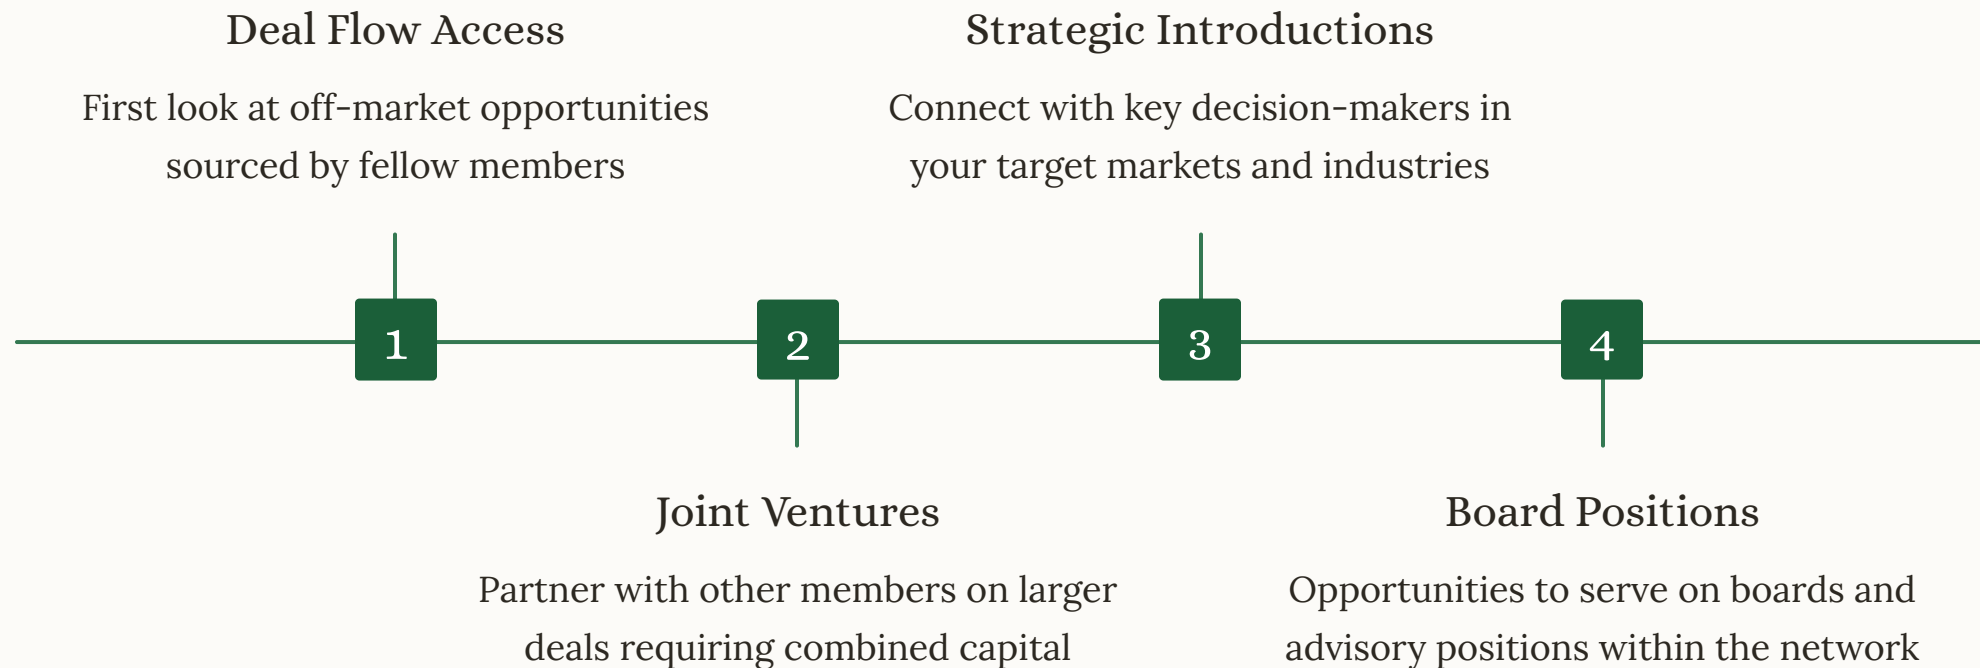 Deal Flow Access
First look at off-market opportunities
sourced by fellow members
Strategic Introductions
Connect with key decision-makers in
your target markets and industries
1
2
3
4
Joint Ventures
Partner with other members on larger
deals requiring combined capital
Board Positions
Opportunities to serve on boards and
advisory positions within the network